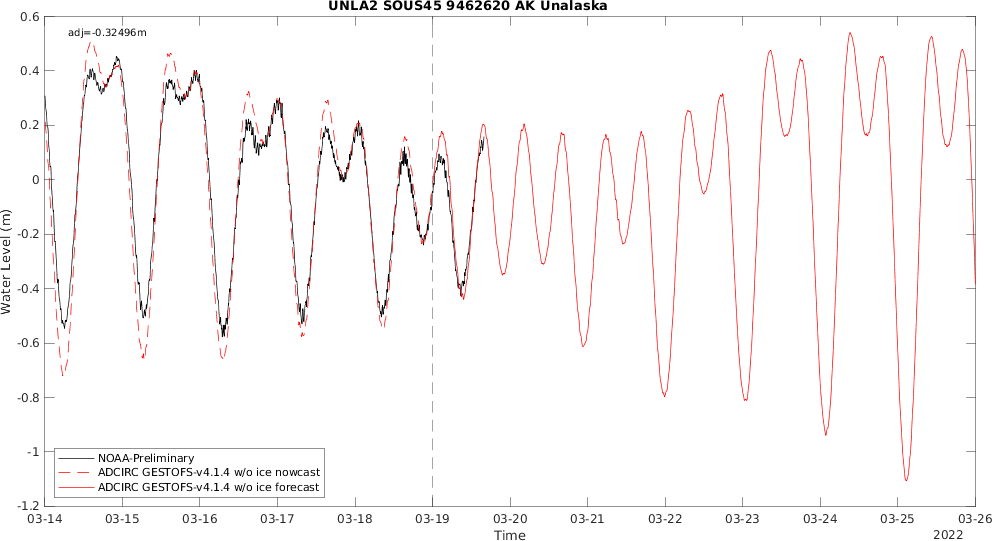 UNLA2 SOUS45 9462620 AK Unalaska
adj=-0.32496m
0.6
0.4
0.2
0
-0.2
-0.4
-0.6
-0.8
-1
-1.2
Water Level (m)
NOAA-Preliminary
ADCIRC GESTOFS-v4.1.4 w/o ice nowcast
ADCIRC GESTOFS-v4.1.4 w/o ice forecast
03-14 03-15 03-16 03-17 03-18 03-19 03-20 03-21 03-22 03-23 03-24 03-25 03-26
Time
2022